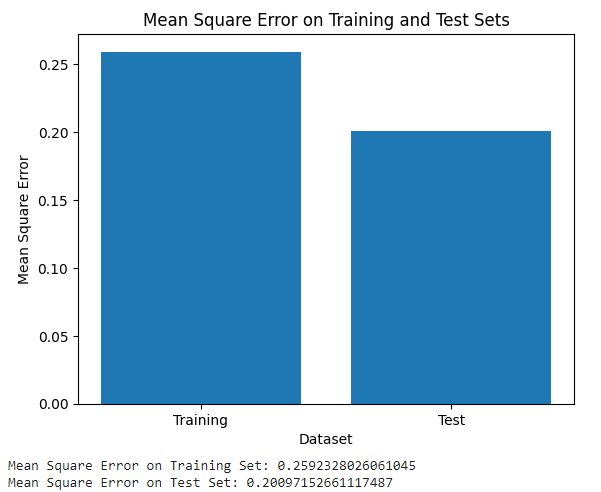 Mean Square Error on Training and Test Sets
Mean Square Error
0.25
0.20
0.15
0.10
0.05
0.00
Training Test
Dataset
Mean Square Error on Training Set: 0.2592328026061045
Mean Square Error on Test Set: 0.20097152661117487